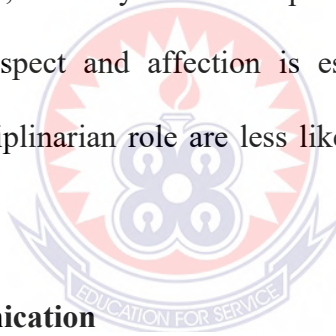 spect and affection is es
iplinarian role are less lik
nication
EDUCATION FOR SERVICE